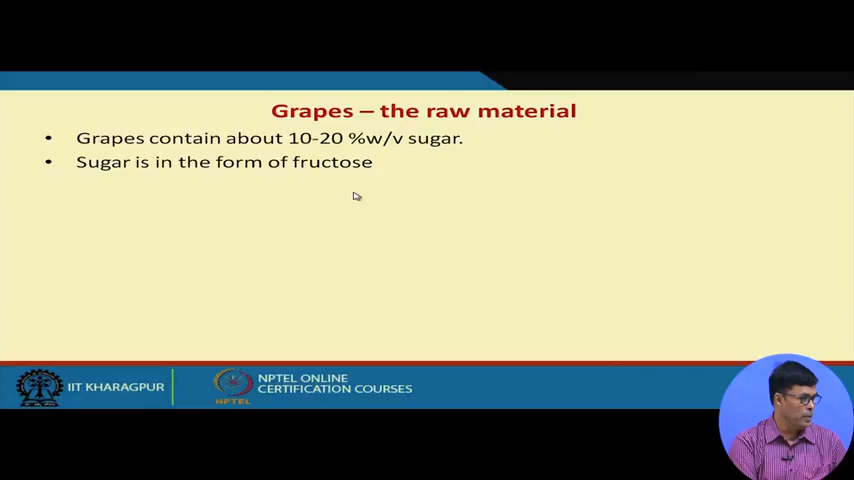 Grapes – the raw material
• Grapes contain about 10-20 %w/v sugar.
• Sugar is in the form of fructose
IIT KHARAGPUR
NPTEL
NPTEL ONLINE
CERTIFICATION COURSES